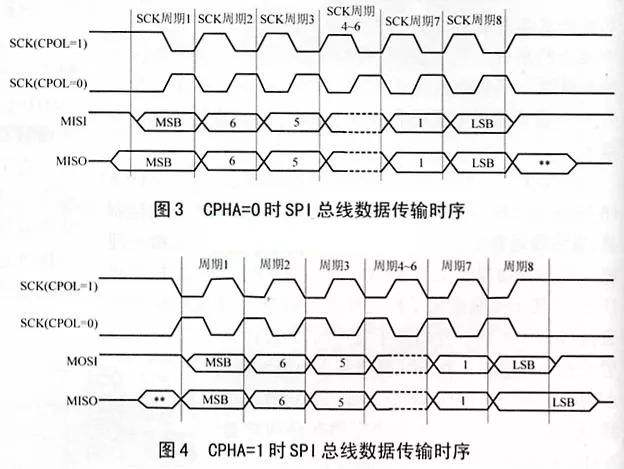 SCK周期1 SCK周期2 SCK周期3 SCK周期4~6 SCK周期7 SCK周期8
SCK(CPOL=1)
SCK(CPOL=0)
MISI MSB 6 5 1 LSB
MISO MSB 6 5 1 LSB **
图3 CPHA=0时SPI总线数据传输时序
周期1 周期2 周期3 周期4~6 周期7 周期8
SCK(CPOL=1)
SCK(CPOL=0)
MOSI MSB 6 5 1 LSB
MISO ** MSB 6 5 1 LSB
图4 CPHA=1时SPI总线数据传输时序